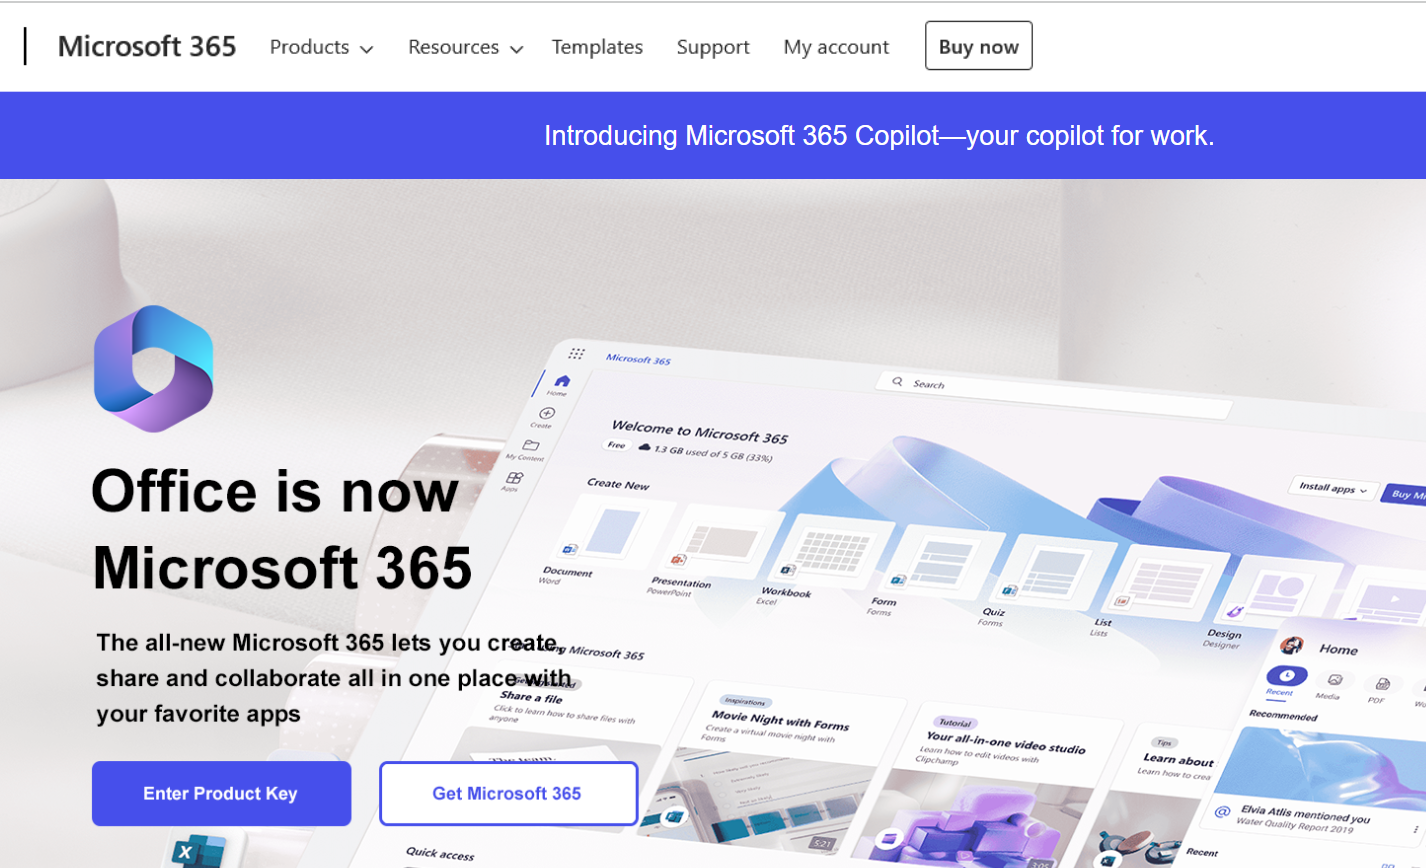 Microsoft 365
Products
Resources
Templates
Support
My account
Buy now
Introducing Microsoft 365 Copilot—your copilot for work.
Office is now
Microsoft 365
The all-new Microsoft 365 lets you create,
share and collaborate all in one place with
your favorite apps
Enter Product Key
Get Microsoft 365
Microsoft 365
Search
Home
Create
My Content
Apps
Welcome to Microsoft 365
Free
1.3 GB used of 5 GB (33%)
Install apps
Buy
Create New
Document
Word
Presentation
PowerPoint
Workbook
Excel
Form
Forms
Quiz
Forms
List
Lists
Design
Designer
Microsoft 365
Share a file
Click to learn how to share files with
anyone
Inspirations
Movie Night with Forms
Create a virtual movie night with
Forms
Tutorial
Your all-in-one video studio
Learn how to edit videos with
Clipchamp
Tips
Learn about
Learn how to
5:21
3:05
Quick access
Home
Recent
Media
PDF
Recommended
Elvia Atlis mentioned you
Water Quality Report 2019
Recent